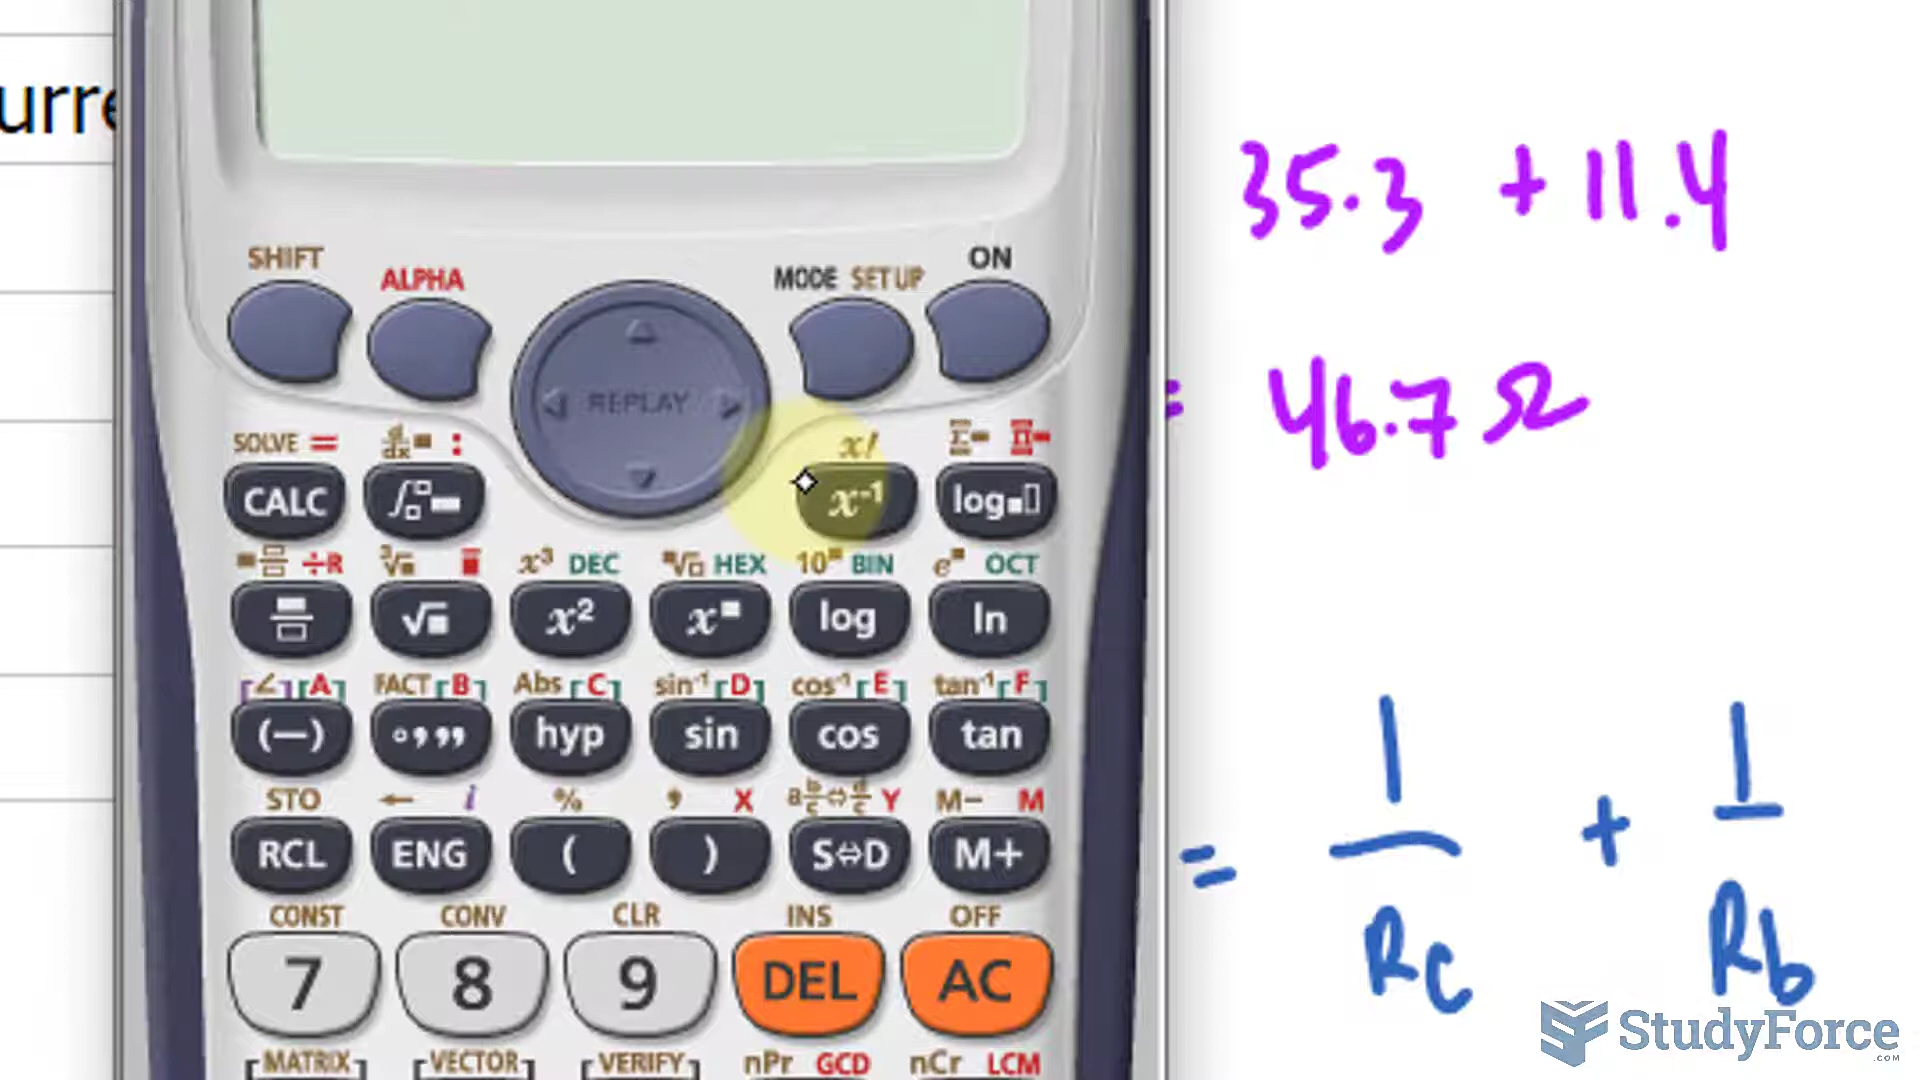 urre
35.3 + 11.4
= 46.7 Ω
= 1/Rc + 1/Rb
SHIFT ALPHA MODE SETUP ON
REPLAY
SOLVE = d/dx■ : x! Σ■ Π■
CALC ∫■ x⁻¹ log■□
■□/□ ÷R ³√■ x³ DEC ■√□ HEX 10■ BIN e■ OCT
■/□ √■ x² x■ log ln
∠ A FACT B Abs C sin⁻¹ D cos⁻¹ E tan⁻¹ F
(—) ° , ,, hyp sin cos tan
STO ← i % , X a b/c⇔d/c Y M− M
RCL ENG ( ) S⇔D M+
CONST CONV CLR INS OFF
7 8 9 DEL AC
MATRIX VECTOR VERIFY nPr GCD nCr LCM
StudyForce
.COM